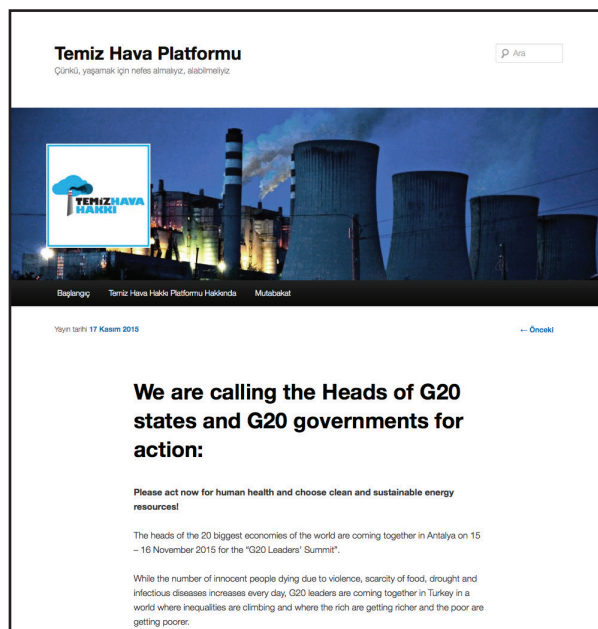 Temiz Hava Platformu
Çünkü, yaşamak için nefes almalıyız, alabilmeliyiz
Ara
TEMİZHAVA
HAKKI
Başlangıç Temiz Hava Hakkı Platformu Hakkında Mutabakat
Yayın tarihi 17 Kasım 2015
← Önceki
We are calling the Heads of G20
states and G20 governments for
action:
Please act now for human health and choose clean and sustainable energy
resources!
The heads of the 20 biggest economies of the world are coming together in Antalya on 15
– 16 November 2015 for the “G20 Leaders’ Summit”.
While the number of innocent people dying due to violence, scarcity of food, drought and
infectious diseases increases every day, G20 leaders are coming together in Turkey in a
world where inequalities are climbing and where the rich are getting richer and the poor are
getting poorer.